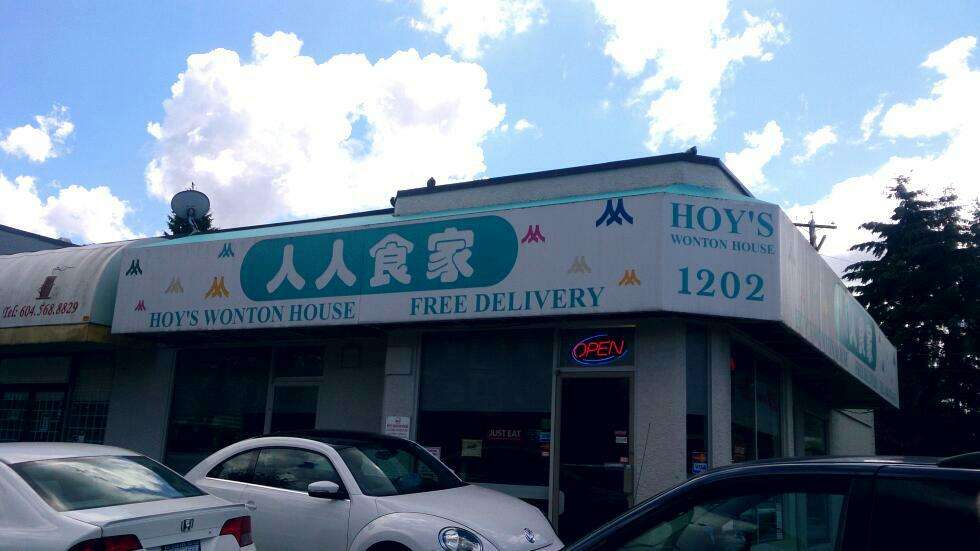 人人食家
HOY'S WONTON HOUSE
FREE DELIVERY
HOY'S
WONTON HOUSE
1202
Tel: 604.568.8829
OPEN
JUST EAT
VISA